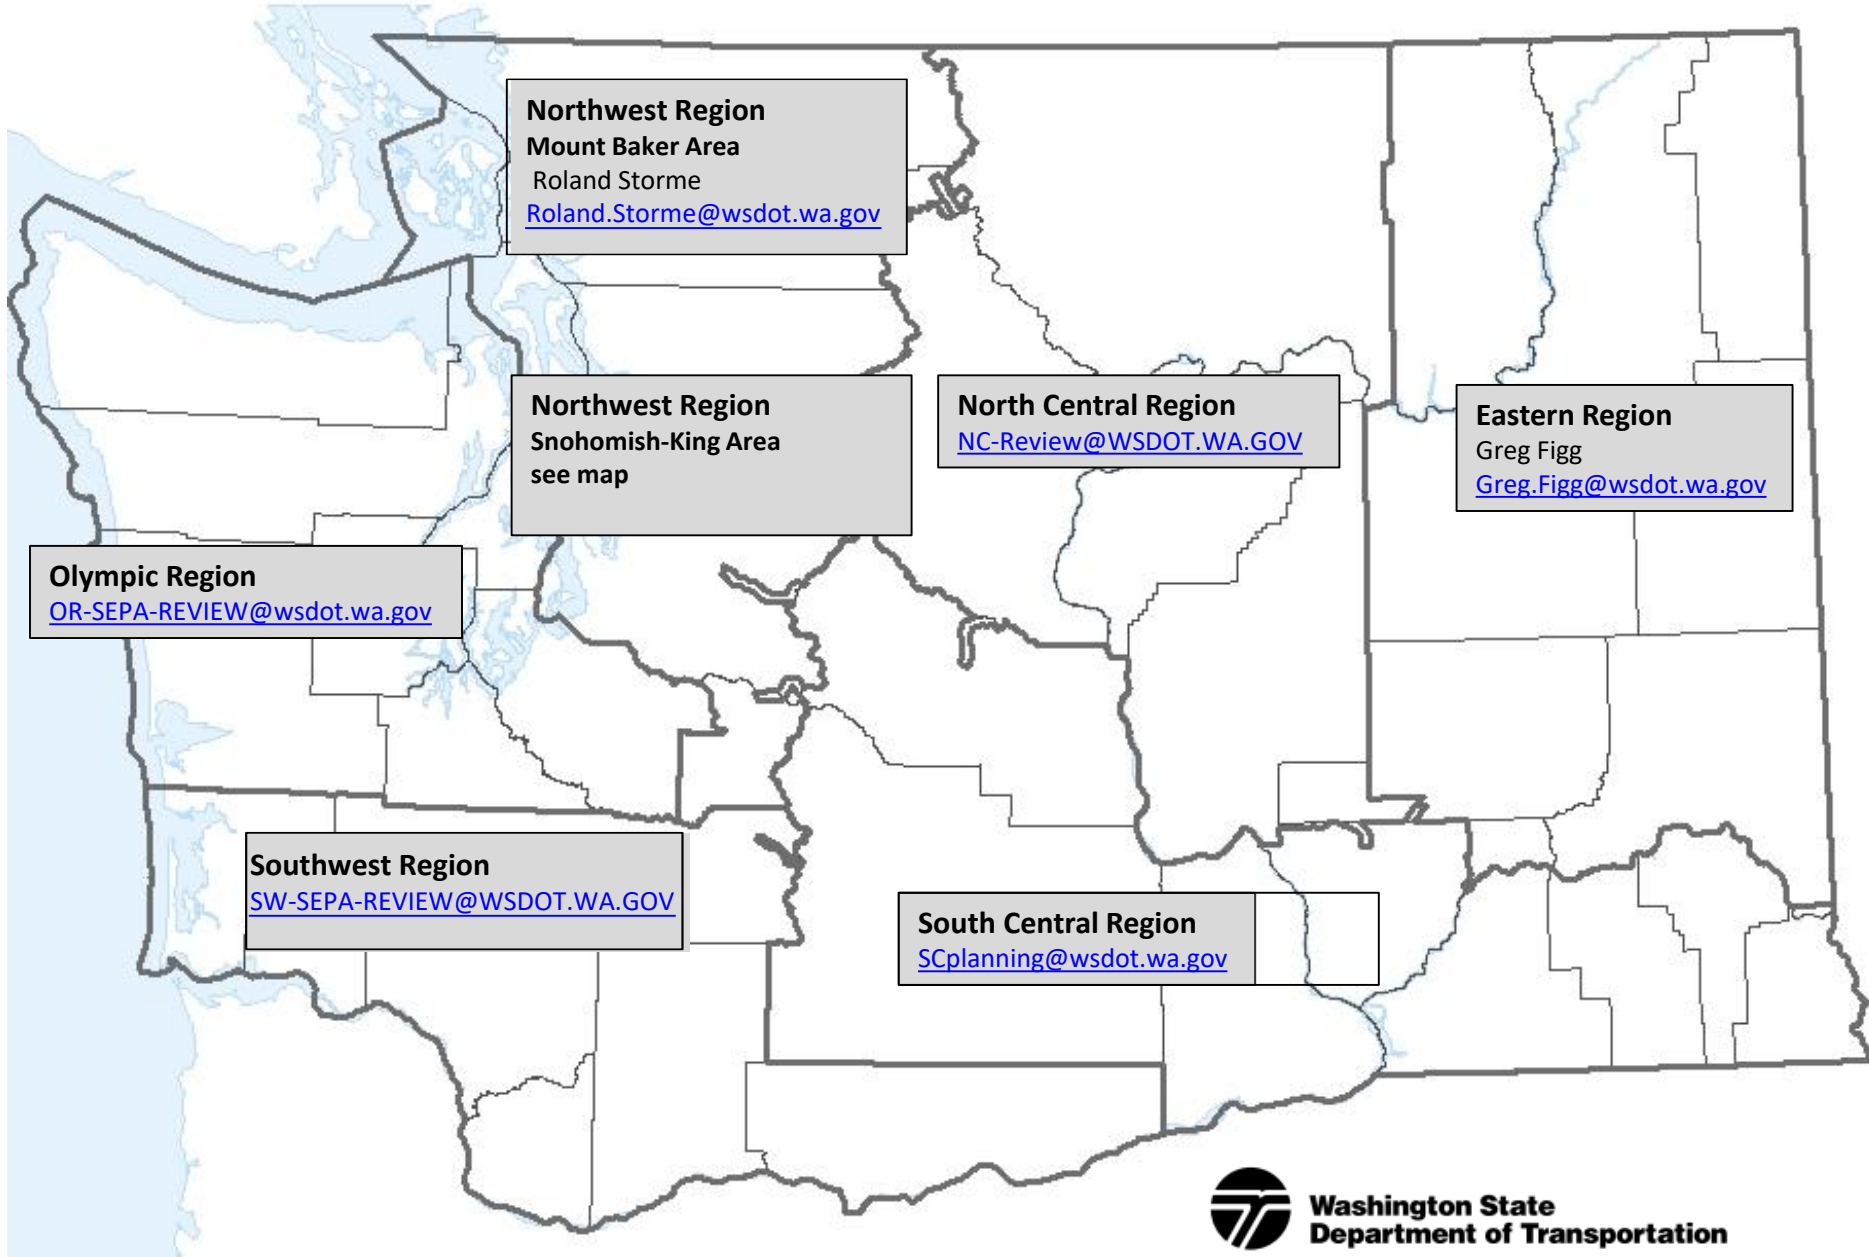 Northwest Region
Mount Baker Area
Roland Storme
Roland.Storme@wsdot.wa.gov
Northwest Region
Snohomish-King Area
see map
North Central Region
NC-Review@WSDOT.WA.GOV
Eastern Region
Greg Figg
Greg.Figg@wsdot.wa.gov
Olympic Region
OR-SEPA-REVIEW@wsdot.wa.gov
Southwest Region
SW-SEPA-REVIEW@WSDOT.WA.GOV
South Central Region
SCplanning@wsdot.wa.gov
Washington State
Department of Transportation